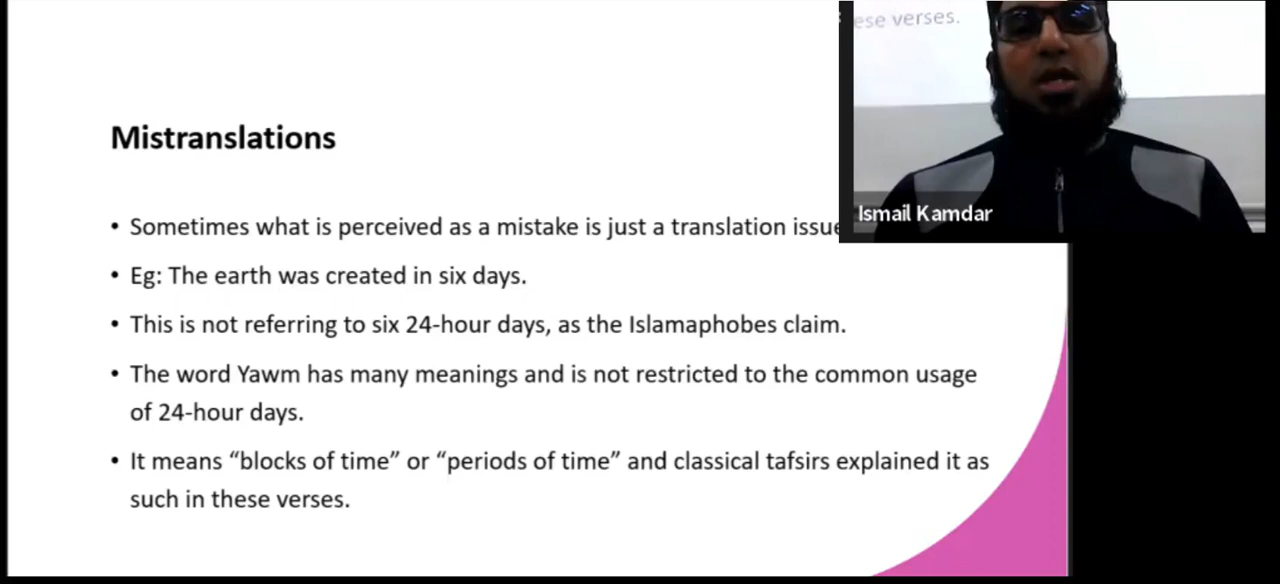 Mistranslations
• Sometimes what is perceived as a mistake is just a translation issue
• Eg: The earth was created in six days.
• This is not referring to six 24-hour days, as the Islamaphobes claim.
• The word Yawm has many meanings and is not restricted to the common usage
of 24-hour days.
• It means “blocks of time” or “periods of time” and classical tafsirs explained it as
such in these verses.
ese verses.
Ismail Kamdar